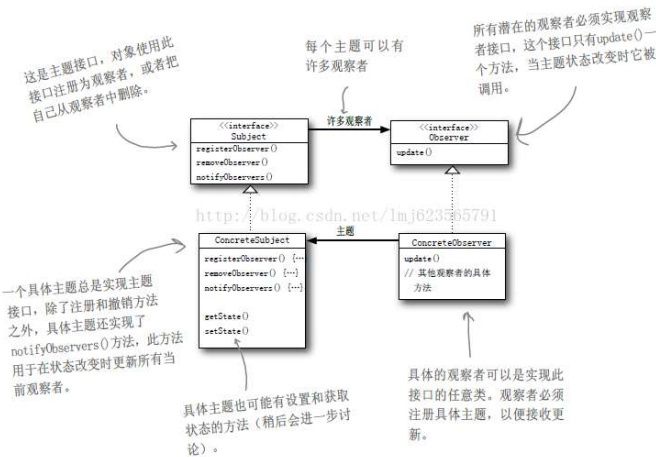 这是主题接口，对象使用此
接口注册为观察者，或者把
自己从观察者中删除。
每个主题可以有
许多观察者
所有潜在的观察者必须实现观察
者接口，这个接口只有update()一
个方法，当主题状态改变时它被
调用。
<<interface>>
Subject
registerObserver()
removeObserver()
notifyObservers()
许多观察者
<<interface>>
Observer
update()
http://blog.csdn.net/lmj623565791
ConcreteSubject
registerObserver() {…
removeObserver() {…}
notifyObservers() {…
getState()
setState()
主题
ConcreteObserver
update()
// 其他观察者的具体
方法
一个具体主题总是实现主题
接口，除了注册和撤销方法
之外，具体主题还实现了
notifyObservers()方法，此方法
用于在状态改变时更新所有当
前观察者。
具体主题也可能有设置和获取
状态的方法（稍后会进一步讨
论）。
具体的观察者可以是实现此
接口的任意类。观察者必须
注册具体主题，以便接收更
新。